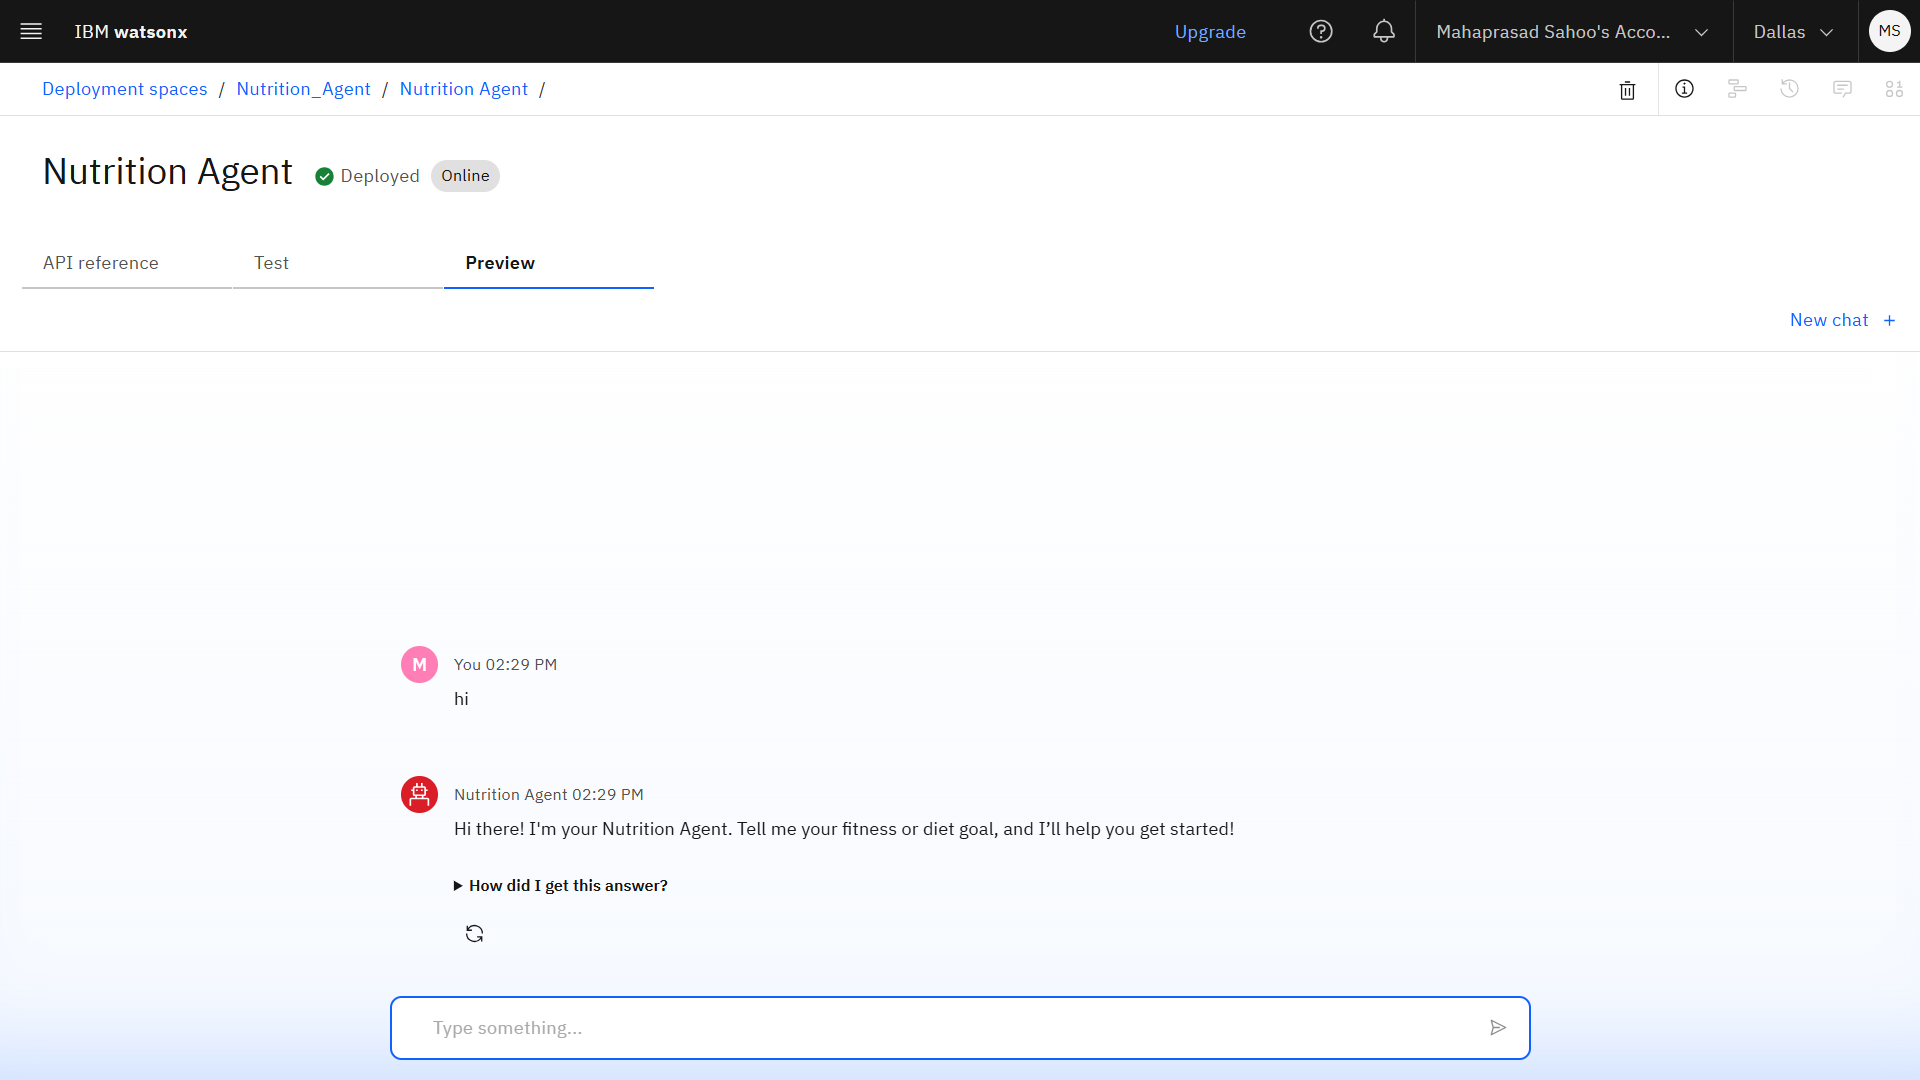 IBM watsonx
Upgrade
Mahaprasad Sahoo's Acco...
Dallas
MS
Deployment spaces / Nutrition_Agent / Nutrition Agent /
Nutrition Agent
Deployed
Online
API reference
Test
Preview
New chat +
M
You 02:29 PM
hi
Nutrition Agent 02:29 PM
Hi there! I'm your Nutrition Agent. Tell me your fitness or diet goal, and I’ll help you get started!
How did I get this answer?
Type something...